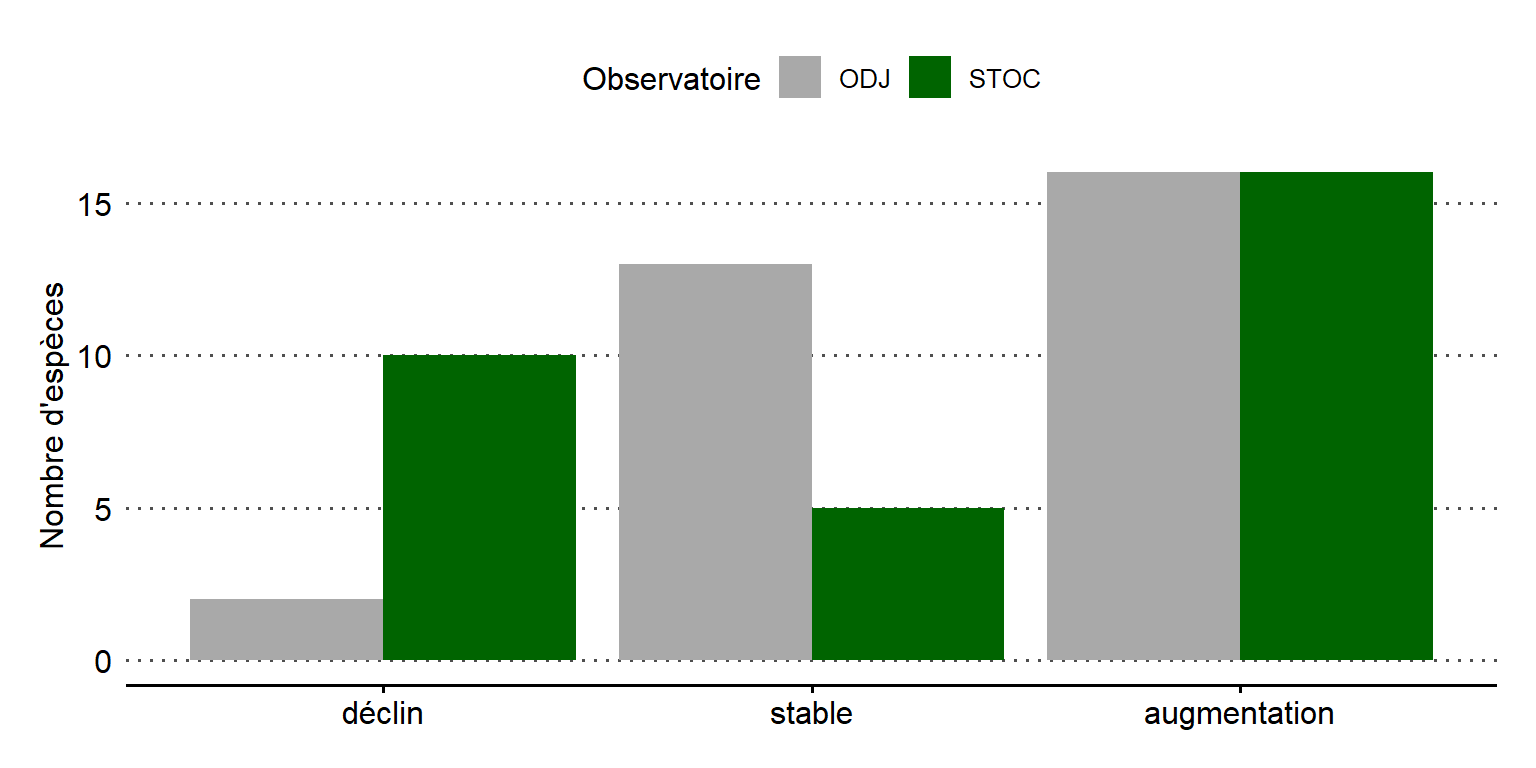 Observatoire ODJ STOC
Nombre d'espèces
15
10
5
0
déclin stable augmentation